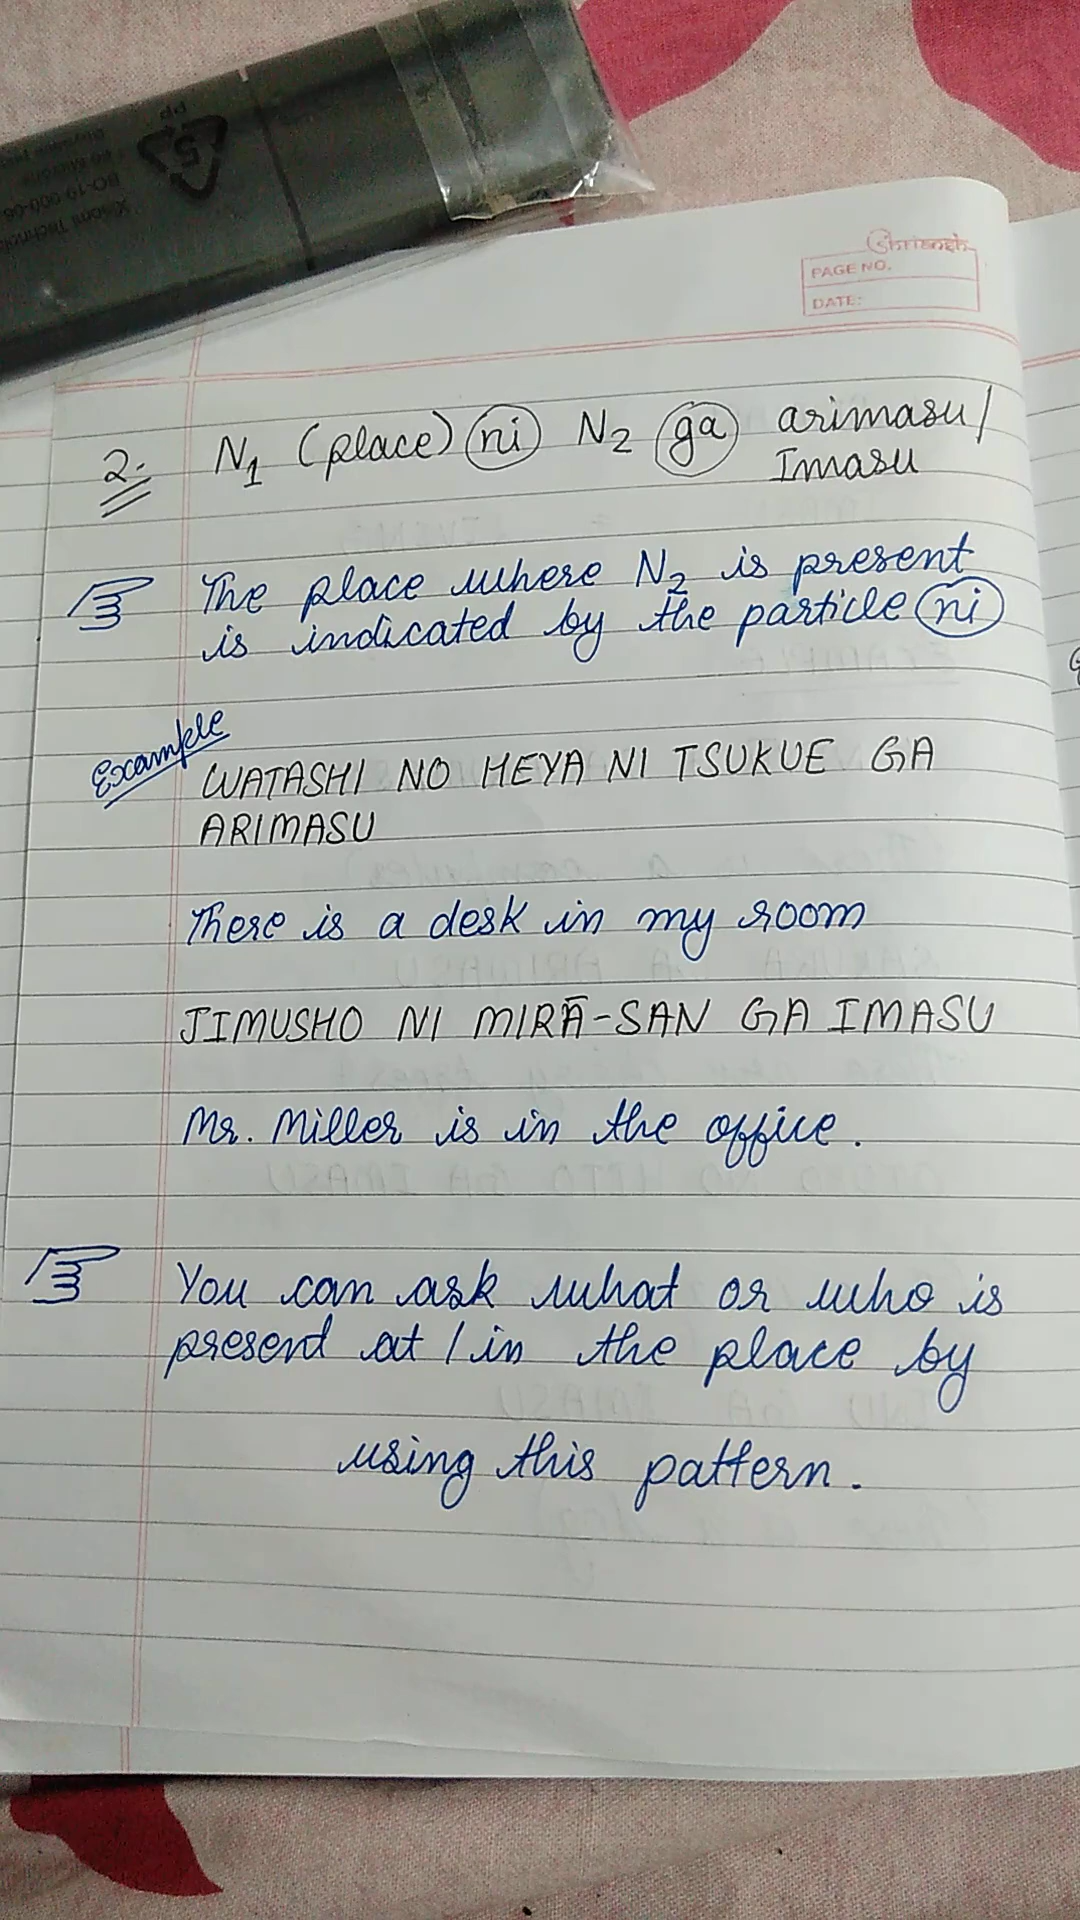 Shriansh
PAGE NO.
DATE:
2. N1 (place) ni N2 ga arimasu/
Imasu
The place where N2 is present
is indicated by the particle ni
Example
WATASHI NO HEYA NI TSUKUE GA
ARIMASU
There is a desk in my room
JIMUSHO NI MIRĀ-SAN GA IMASU
Mr. Miller is in the office.
You can ask what or who is
present at / in the place by
using this pattern.
PP
5